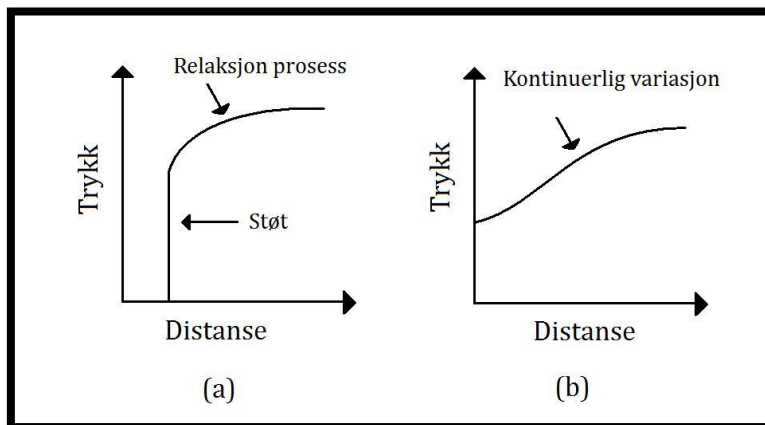 Relaksjon prosess
Trykk
Støt
Distanse
(a)
Kontinuerlig variasjon
Trykk
Distanse
(b)